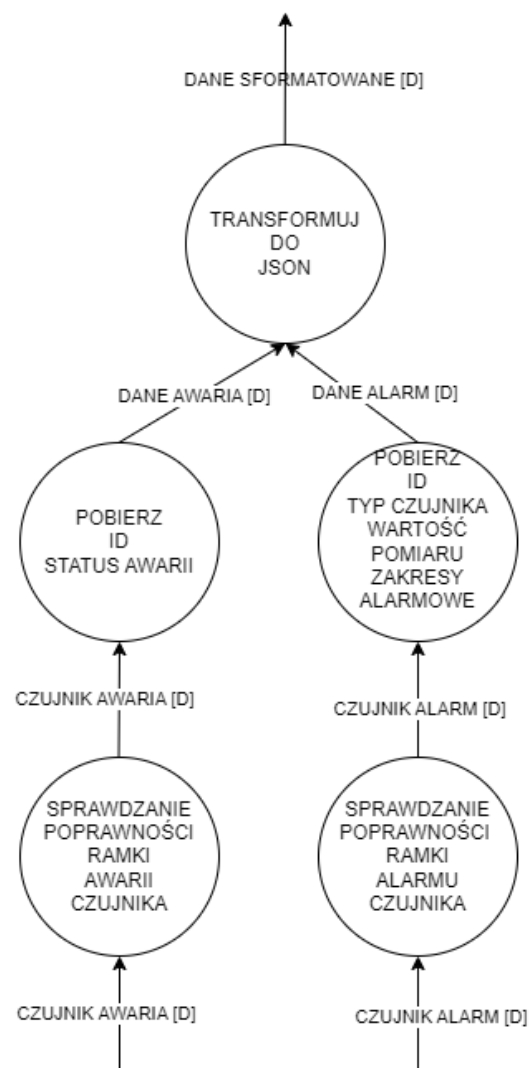 DANE SFORMATOWANE [D]
TRANSFORMUJ
DO
JSON
DANE AWARIA [D]
DANE ALARM [D]
POBIERZ
ID
STATUS AWARII
POBIERZ
ID
TYP CZUJNIKA
WARTOŚĆ
POMIARU
ZAKRESY
ALARMOWE
CZUJNIK AWARIA [D]
CZUJNIK ALARM [D]
SPRAWDZANIE
POPRAWNOŚCI
RAMKI
AWARII
CZUJNIKA
SPRAWDZANIE
POPRAWNOŚCI
RAMKI
ALARMU
CZUJNIKA
CZUJNIK AWARIA [D]
CZUJNIK ALARM [D]